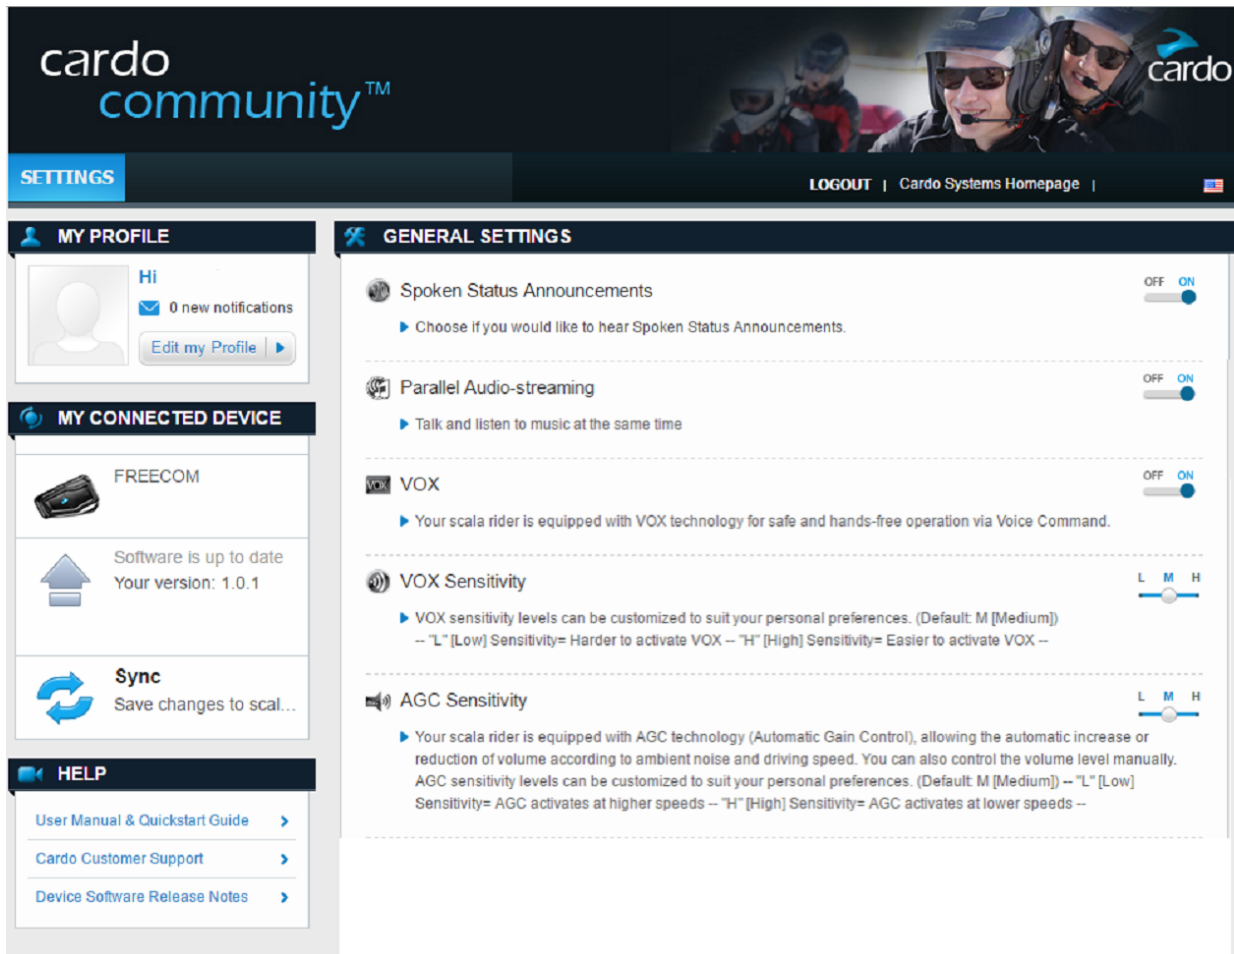 cardo
community™
cardo
SETTINGS
LOGOUT | Cardo Systems Homepage |
MY PROFILE
Hi
0 new notifications
Edit my Profile
MY CONNECTED DEVICE
FREECOM
Software is up to date
Your version: 1.0.1
Sync
Save changes to scal...
HELP
User Manual & Quickstart Guide
Cardo Customer Support
Device Software Release Notes
GENERAL SETTINGS
Spoken Status Announcements
OFF ON
Choose if you would like to hear Spoken Status Announcements.
Parallel Audio-streaming
OFF ON
Talk and listen to music at the same time
VOX VOX
OFF ON
Your scala rider is equipped with VOX technology for safe and hands-free operation via Voice Command.
VOX Sensitivity
L M H
VOX sensitivity levels can be customized to suit your personal preferences. (Default: M [Medium])
-- "L" [Low] Sensitivity= Harder to activate VOX -- "H" [High] Sensitivity= Easier to activate VOX --
AGC Sensitivity
L M H
Your scala rider is equipped with AGC technology (Automatic Gain Control), allowing the automatic increase or
reduction of volume according to ambient noise and driving speed. You can also control the volume level manually.
AGC sensitivity levels can be customized to suit your personal preferences. (Default: M [Medium]) -- "L" [Low]
Sensitivity= AGC activates at higher speeds -- "H" [High] Sensitivity= AGC activates at lower speeds --